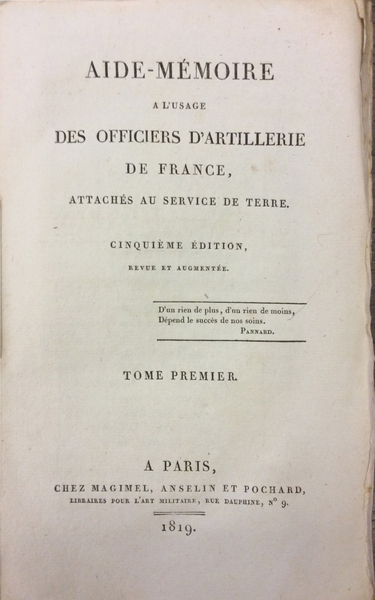 AIDE-MÉMOIRE
A L'USAGE
DES OFFICIERS D'ARTILLERIE
DE FRANCE,
ATTACHÉS AU SERVICE DE TERRE.
CINQUIÈME ÉDITION,
REVUE ET AUGMENTÉE.
D'un rien de plus, d'un rien de moins,
Dépend le succès de nos soins.
PANNARD.
TOME PREMIER.
A PARIS,
CHEZ MAGIMEL, ANSELIN ET POCHARD,
LIBRAIRES POUR L'ART MILITAIRE, RUE DAUPHINE, N° 9.
1819.